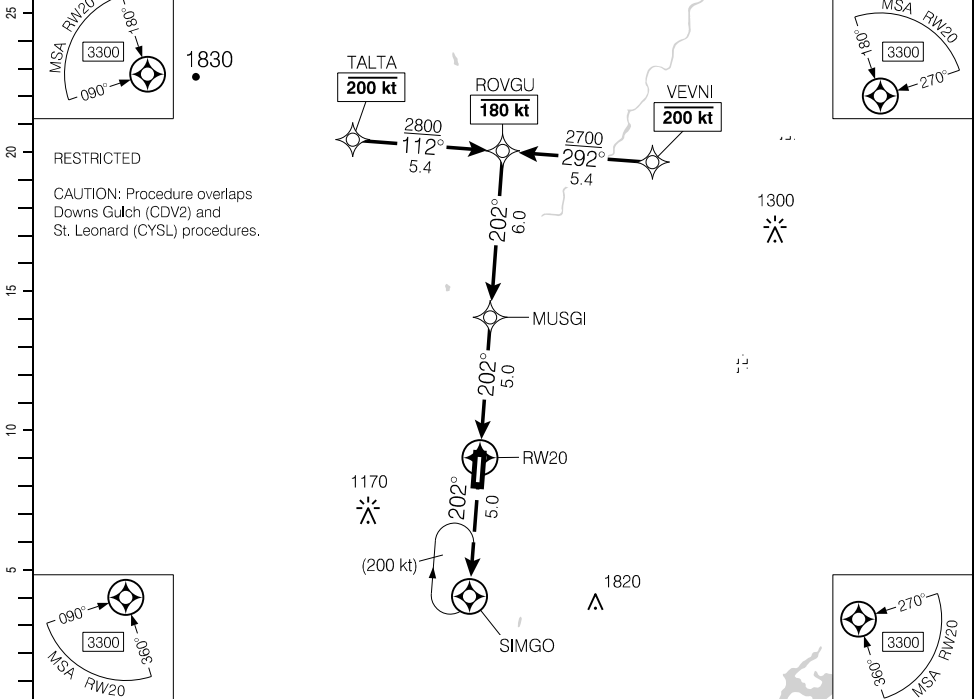 25
MSA RW20
180°
3300
090°
1830
MSA RW20
180°
3300
270°
TALTA
200 kt
ROVGU
180 kt
VEVNI
200 kt
2800
112°
5.4
2700
292°
5.4
20
RESTRICTED
CAUTION: Procedure overlaps
Downs Gulch (CDV2) and
St. Leonard (CYSL) procedures.
1300
202°
6.0
15
MUSGI
202°
5.0
10
RW20
1170
202°
5.0
5
(200 kt)
1820
SIMGO
090°
3300
360°
MSA RW20
270°
3300
360°
MSA RW20